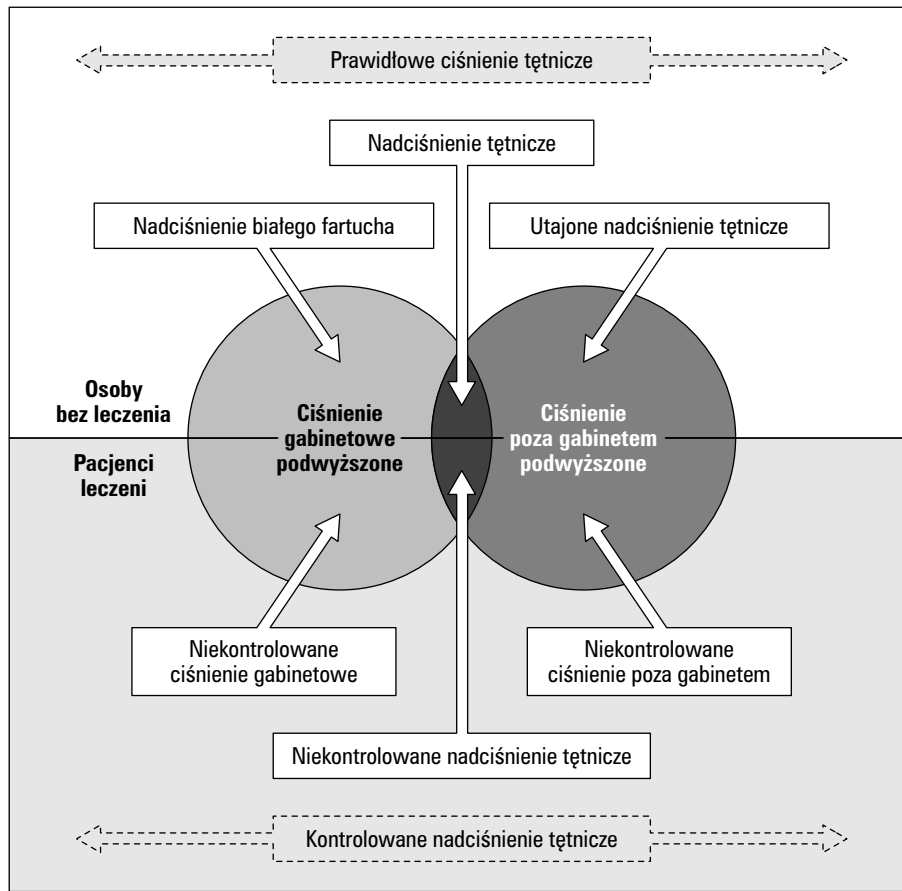 Prawidłowe ciśnienie tętnicze
Nadciśnienie tętnicze
Nadciśnienie białego fartucha
Utajone nadciśnienie tętnicze
Osoby
bez leczenia
Ciśnienie
gabinetowe
podwyższone
Ciśnienie
poza gabinetem
podwyższone
Pacjenci
leczeni
Niekontrolowane
ciśnienie gabinetowe
Niekontrolowane
ciśnienie poza gabinetem
Niekontrolowane nadciśnienie tętnicze
Kontrolowane nadciśnienie tętnicze